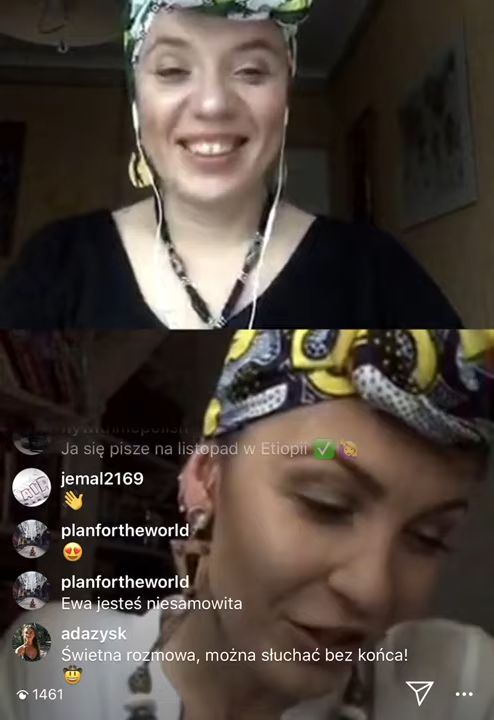 Ja się pisze na listopad w Etiopii ✅
jemal2169
👋
planfortheworld
😍
planfortheworld
Ewa jesteś niesamowita
adazysk
Świetna rozmowa, można słuchać bez końca!
🤠
1461